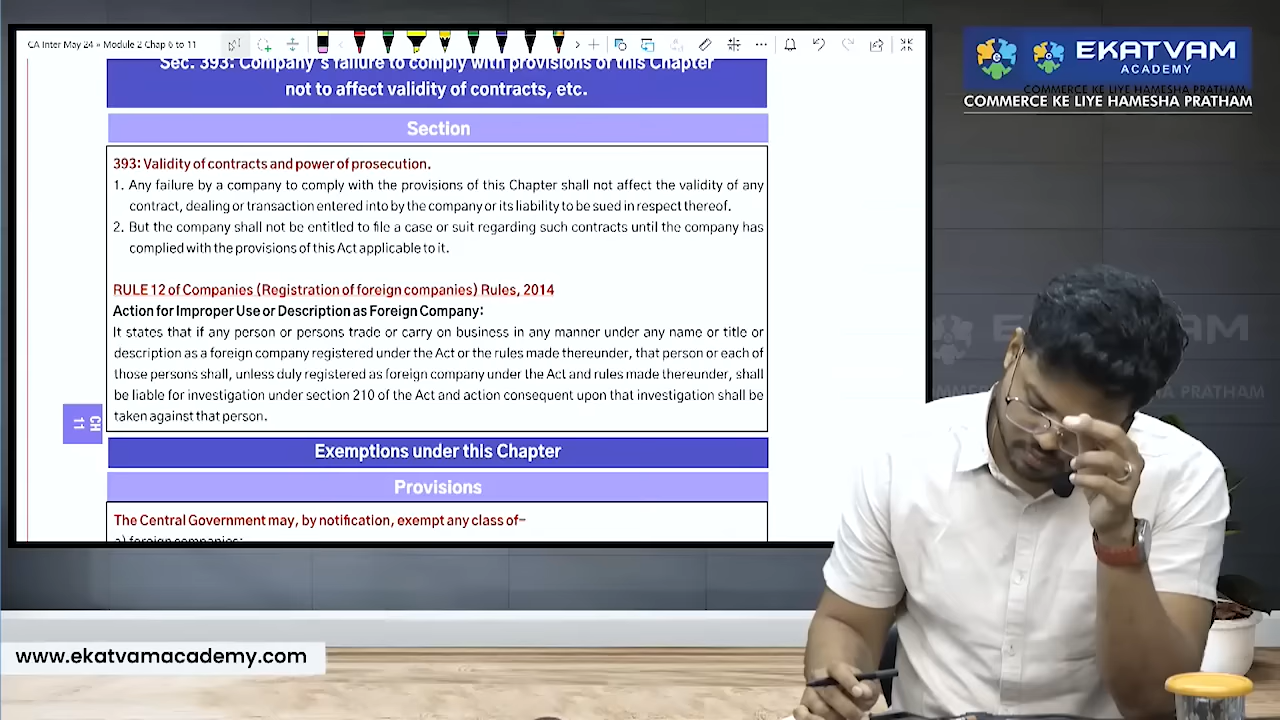 CA Inter May 24 » Module 2 Chap 6 to 11
Sec. 393: Company's failure to comply with provisions of this Chapter
not to affect validity of contracts, etc.
Section
393: Validity of contracts and power of prosecution.
1. Any failure by a company to comply with the provisions of this Chapter shall not affect the validity of any
contract, dealing or transaction entered into by the company or its liability to be sued in respect thereof.
2. But the company shall not be entitled to file a case or suit regarding such contracts until the company has
complied with the provisions of this Act applicable to it.
RULE 12 of Companies (Registration of foreign companies) Rules, 2014
Action for Improper Use or Description as Foreign Company:
It states that if any person or persons trade or carry on business in any manner under any name or title or
description as a foreign company registered under the Act or the rules made thereunder, that person or each of
those persons shall, unless duly registered as foreign company under the Act and rules made thereunder, shall
be liable for investigation under section 210 of the Act and action consequent upon that investigation shall be
taken against that person.
CH
11
Exemptions under this Chapter
Provisions
The Central Government may, by notification, exempt any class of-
a) foreign companies;
EKATVAM
ACADEMY
COMMERCE KE LIYE HAMESHA PRATHAM
COMMERCE KE LIYE HAMESHA PRATHAM
www.ekatvamacademy.com